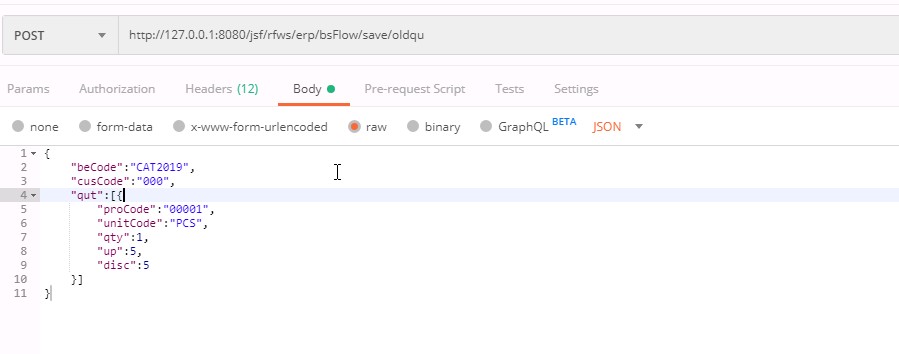 POST http://127.0.0.1:8080/jsf/rfws/erp/bsFlow/save/oldqu
Params Authorization Headers (12) Body Pre-request Script Tests Settings
none form-data x-www-form-urlencoded raw binary GraphQL BETA JSON
1 {
2 "beCode":"CAT2019",
3 "cusCode":"000",
4 "qut":[{
5 "proCode":"00001",
6 "unitCode":"PCS",
7 "qty":1,
8 "up":5,
9 "disc":5
10 }]
11 }